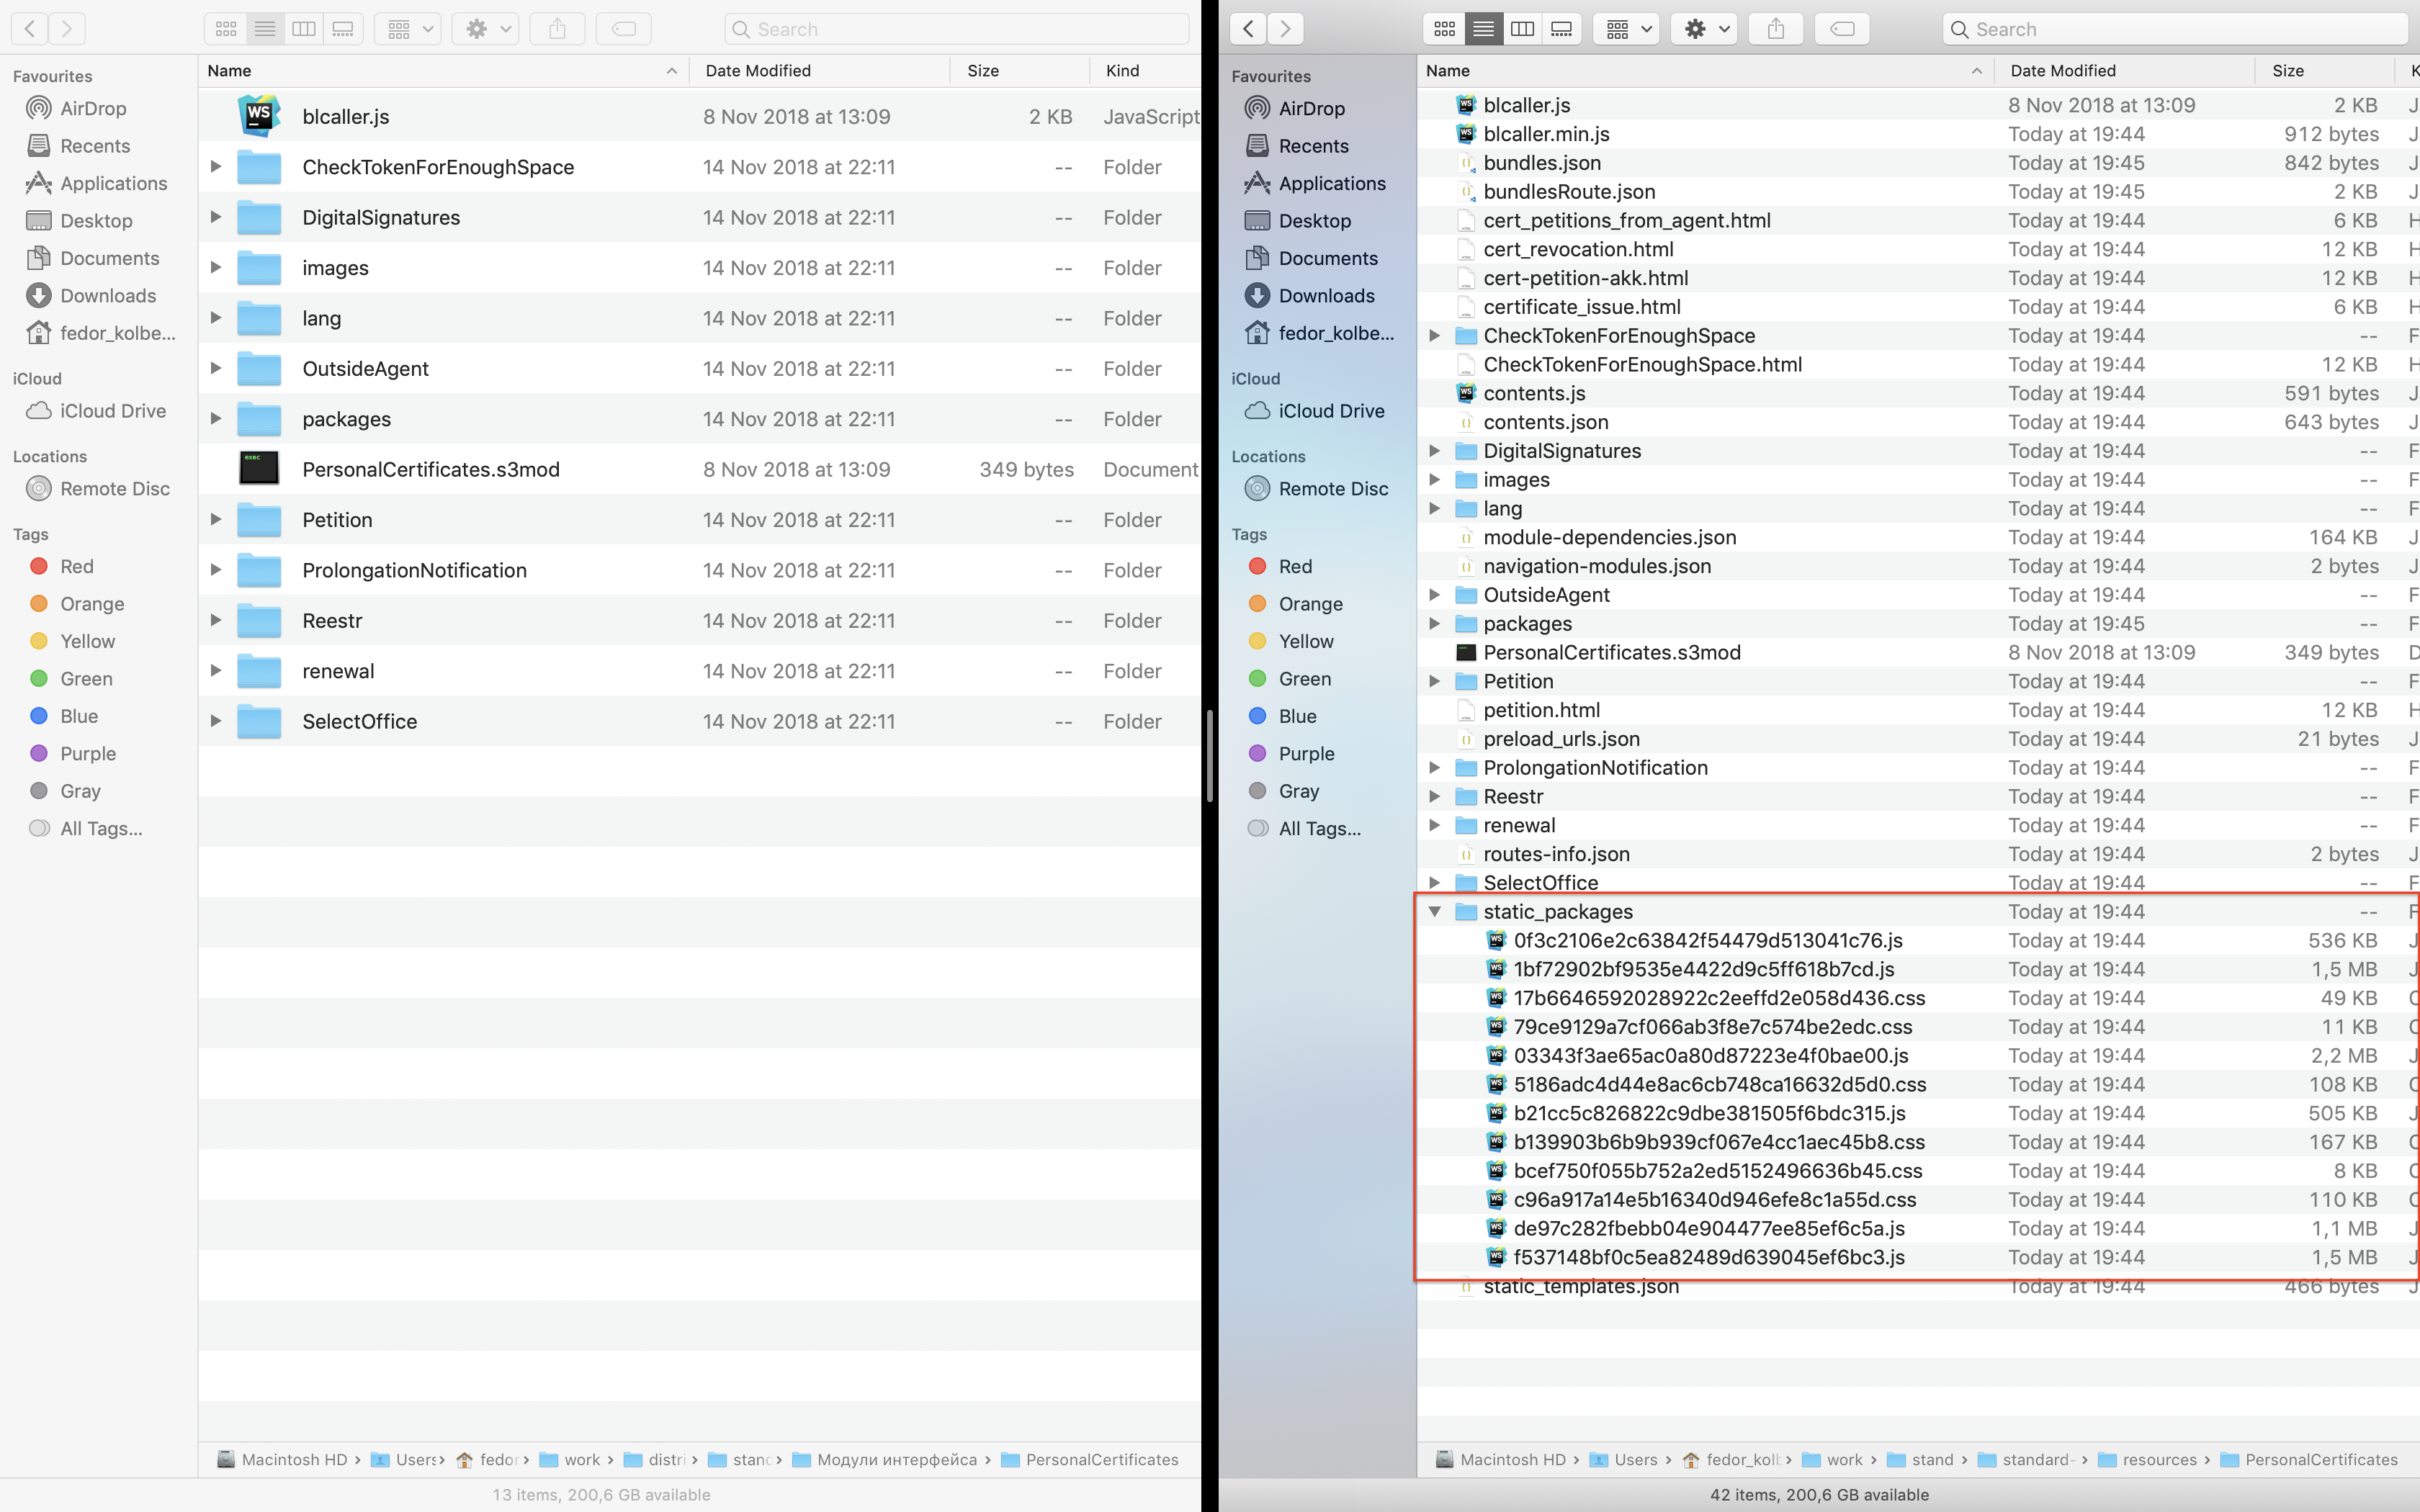 Search
Favourites
AirDrop
Recents
Applications
Desktop
Documents
Downloads
fedor_kolbe...
iCloud
iCloud Drive
Locations
Remote Disc
Tags
Red
Orange
Yellow
Green
Blue
Purple
Gray
All Tags...
Name Date Modified Size Kind
blcaller.js 8 Nov 2018 at 13:09 2 KB JavaScript
CheckTokenForEnoughSpace 14 Nov 2018 at 22:11 -- Folder
DigitalSignatures 14 Nov 2018 at 22:11 -- Folder
images 14 Nov 2018 at 22:11 -- Folder
lang 14 Nov 2018 at 22:11 -- Folder
OutsideAgent 14 Nov 2018 at 22:11 -- Folder
packages 14 Nov 2018 at 22:11 -- Folder
PersonalCertificates.s3mod 8 Nov 2018 at 13:09 349 bytes Document
Petition 14 Nov 2018 at 22:11 -- Folder
ProlongationNotification 14 Nov 2018 at 22:11 -- Folder
Reestr 14 Nov 2018 at 22:11 -- Folder
renewal 14 Nov 2018 at 22:11 -- Folder
SelectOffice 14 Nov 2018 at 22:11 -- Folder
Macintosh HD › Users › fedor › work › distri › stand › Модули интерфейса › PersonalCertificates
13 items, 200,6 GB available
Search
Favourites
AirDrop
Recents
Applications
Desktop
Documents
Downloads
fedor_kolbe...
iCloud
iCloud Drive
Locations
Remote Disc
Tags
Red
Orange
Yellow
Green
Blue
Purple
Gray
All Tags...
Name Date Modified Size K
blcaller.js 8 Nov 2018 at 13:09 2 KB J
blcaller.min.js Today at 19:44 912 bytes J
bundles.json Today at 19:45 842 bytes J
bundlesRoute.json Today at 19:45 2 KB J
cert_petitions_from_agent.html Today at 19:44 6 KB H
cert_revocation.html Today at 19:44 12 KB H
cert-petition-akk.html Today at 19:44 12 KB H
certificate_issue.html Today at 19:44 6 KB H
CheckTokenForEnoughSpace Today at 19:44 -- F
CheckTokenForEnoughSpace.html Today at 19:44 12 KB H
contents.js Today at 19:44 591 bytes J
contents.json Today at 19:44 643 bytes J
DigitalSignatures Today at 19:44 -- F
images Today at 19:44 -- F
lang Today at 19:44 -- F
module-dependencies.json Today at 19:44 164 KB J
navigation-modules.json Today at 19:44 2 bytes J
OutsideAgent Today at 19:44 -- F
packages Today at 19:45 -- F
PersonalCertificates.s3mod 8 Nov 2018 at 13:09 349 bytes D
Petition Today at 19:44 -- F
petition.html Today at 19:44 12 KB H
preload_urls.json Today at 19:44 21 bytes J
ProlongationNotification Today at 19:44 -- F
Reestr Today at 19:44 -- F
renewal Today at 19:44 -- F
routes-info.json Today at 19:44 2 bytes J
SelectOffice Today at 19:44 -- F
static_packages Today at 19:44 -- F
0f3c2106e2c63842f54479d513041c76.js Today at 19:44 536 KB J
1bf72902bf9535e4422d9c5ff618b7cd.js Today at 19:44 1,5 MB J
17b6646592028922c2eeffd2e058d436.css Today at 19:44 49 KB C
79ce9129a7cf066ab3f8e7c574be2edc.css Today at 19:44 11 KB C
03343f3ae65ac0a80d87223e4f0bae00.js Today at 19:44 2,2 MB J
5186adc4d44e8ac6cb748ca16632d5d0.css Today at 19:44 108 KB C
b21cc5c826822c9dbe381505f6bdc315.js Today at 19:44 505 KB J
b139903b6b9b939cf067e4cc1aec45b8.css Today at 19:44 167 KB C
bcef750f055b752a2ed5152496636b45.css Today at 19:44 8 KB C
c96a917a14e5b16340d946efe8c1a55d.css Today at 19:44 110 KB C
de97c282fbebb04e904477ee85ef6c5a.js Today at 19:44 1,1 MB J
f537148bf0c5ea82489d639045ef6bc3.js Today at 19:44 1,5 MB J
static_templates.json Today at 19:44 466 bytes J
Macintosh HD › Users › fedor_koll › work › stand › standard- › resources › PersonalCertificates
42 items, 200,6 GB available